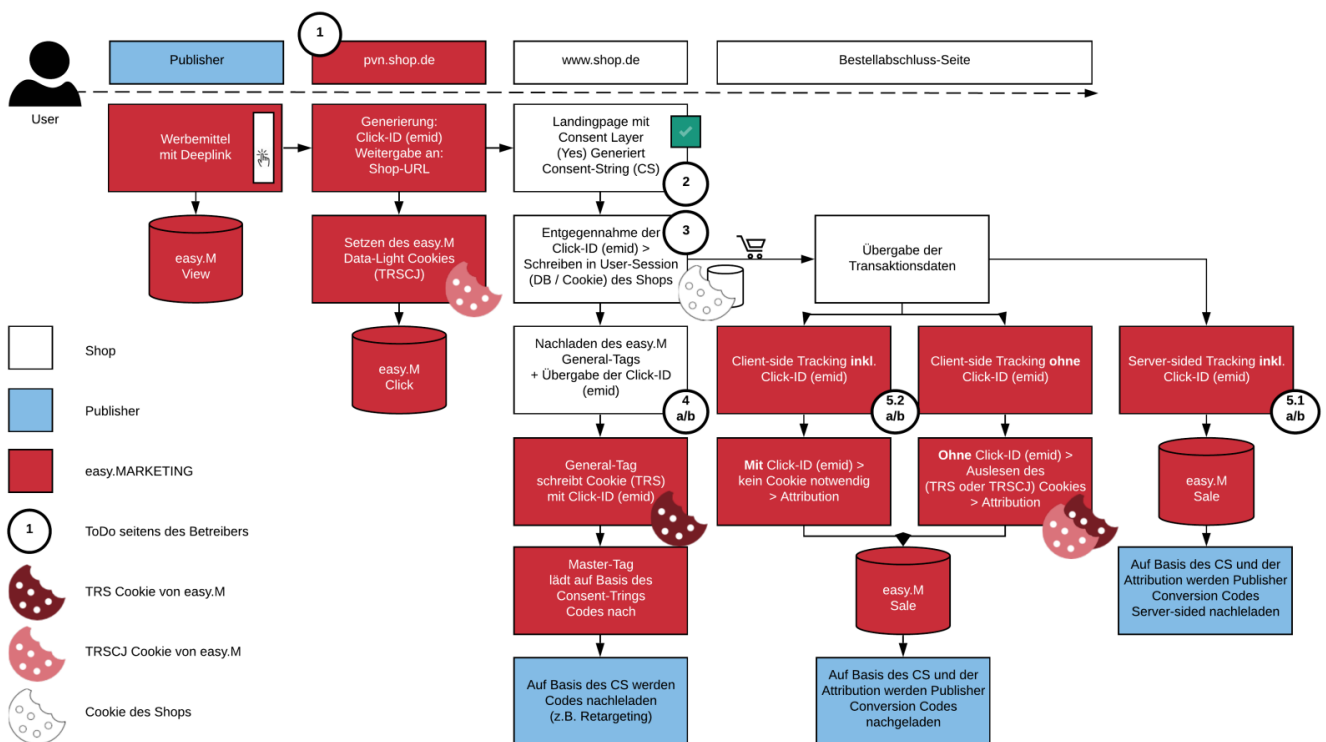 1
Publisher
pvn.shop.de
www.shop.de
Bestellabschluss-Seite
User
Werbemittel
mit Deeplink
Generierung:
Click-ID (emid)
Weitergabe an:
Shop-URL
Landingpage mit
Consent Layer
(Yes) Generiert
Consent-String (CS)
2
easy.M
View
Setzen des easy.M
Data-Light Cookies
(TRSCJ)
3
Entgegennahme der
Click-ID (emid) >
Schreiben in User-Session
(DB / Cookie) des Shops
Übergabe der
Transaktionsdaten
easy.M
Click
Nachladen des easy.M
General-Tags
+ Übergabe der Click-ID
(emid)
4
a/b
Client-side Tracking inkl.
Click-ID (emid)
5.2
a/b
Client-side Tracking ohne
Click-ID (emid)
Server-sided Tracking inkl.
Click-ID (emid)
5.1
a/b
General-Tag
schreibt Cookie (TRS)
mit Click-ID (emid)
Mit Click-ID (emid) >
kein Cookie notwendig
> Attribution
Ohne Click-ID (emid) >
Auslesen des
(TRS oder TRSCJ) Cookies
> Attribution
easy.M
Sale
Master-Tag
lädt auf Basis des
Consent-Trings
Codes nach
easy.M
Sale
Auf Basis des CS und der
Attribution werden Publisher
Conversion Codes
Server-sided nachleladen
Auf Basis des CS werden
Codes nachleladen
(z.B. Retargeting)
Auf Basis des CS und der
Attribution werden Publisher
Conversion Codes
nachgeladen
Shop
Publisher
easy.MARKETING
1
ToDo seitens des Betreibers
TRS Cookie von easy.M
TRSCJ Cookie von easy.M
Cookie des Shops